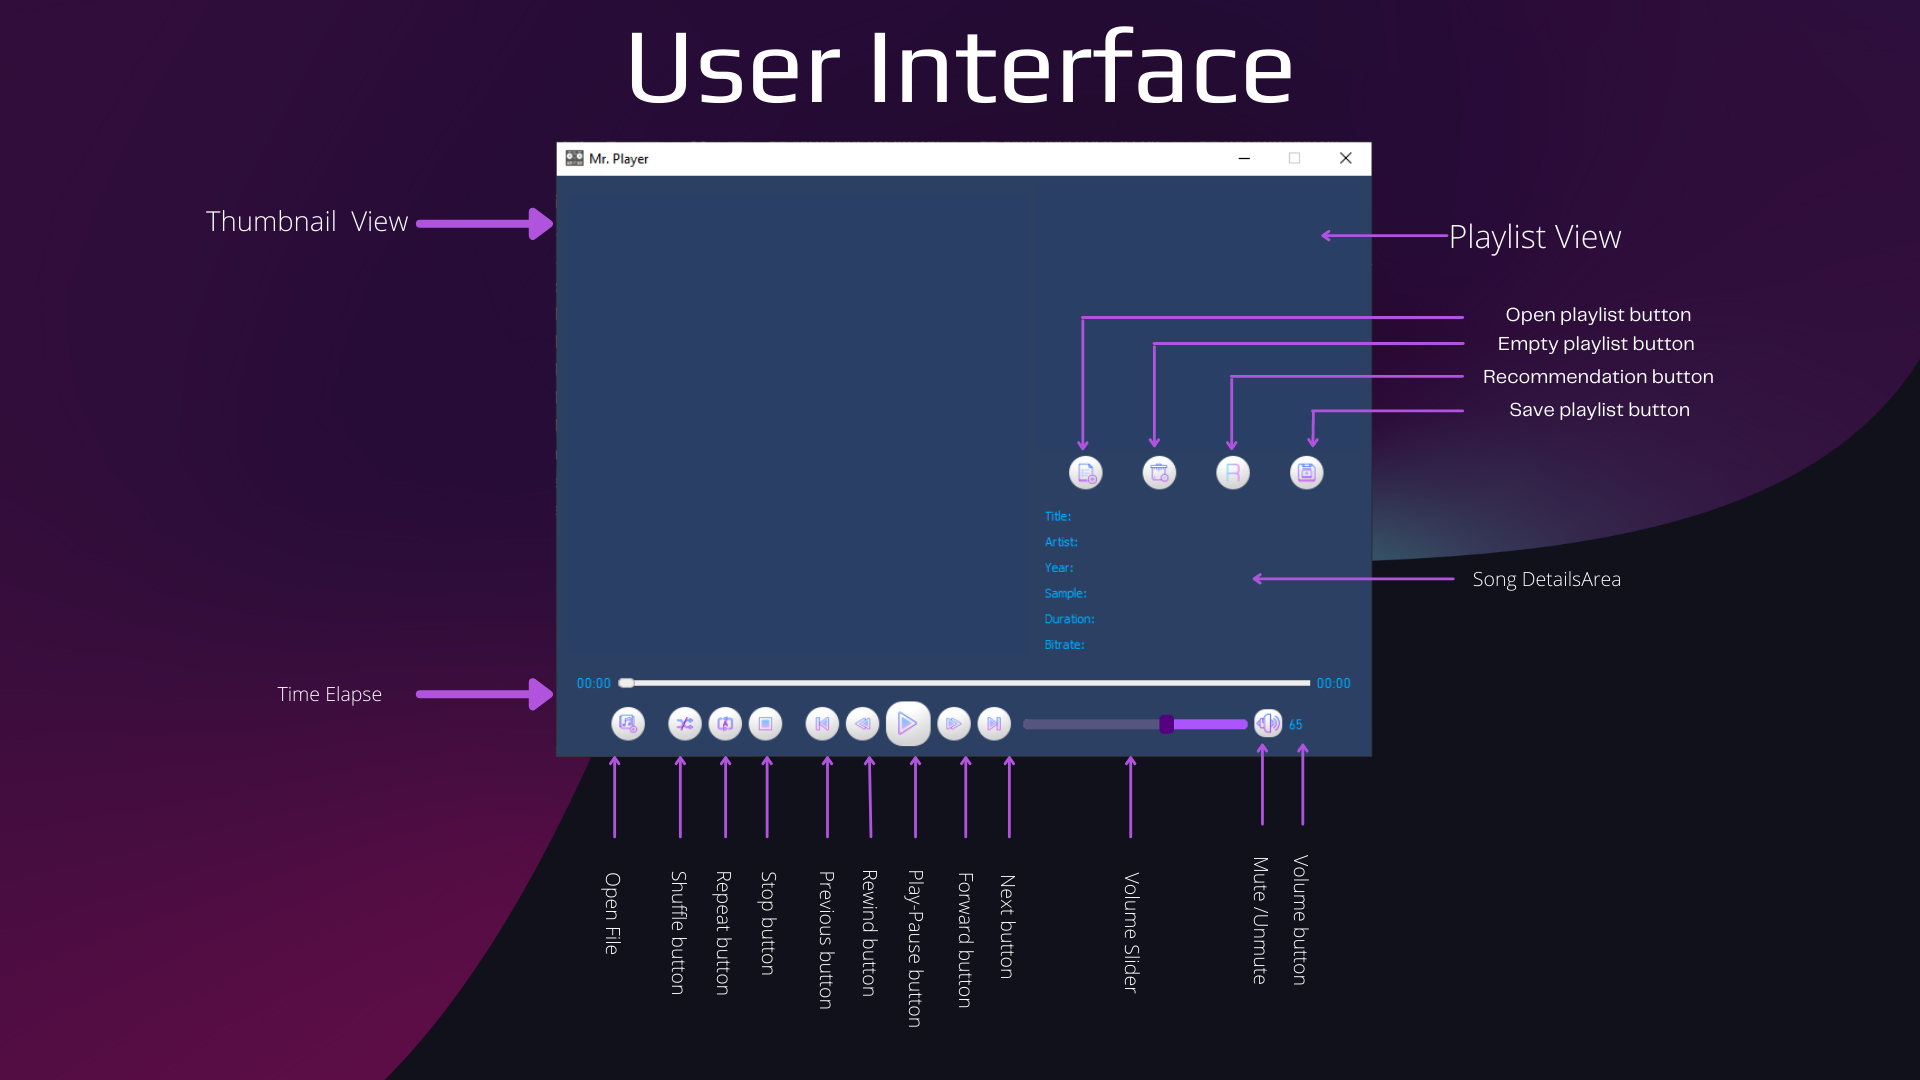 User Interface
Mr. Player
Thumbnail View
Playlist View
Open playlist button
Empty playlist button
Recommendation button
Save playlist button
R
Title:
Artist:
Year:
Sample:
Duration:
Bitrate:
Song DetailsArea
Time Elapse
00:00
00:00
65
Open File
Shuffle button
Repeat button
Stop button
Previous button
Rewind button
Play-Pause button
Forward button
Next button
Volume Slider
Mute /Unmute
Volume button